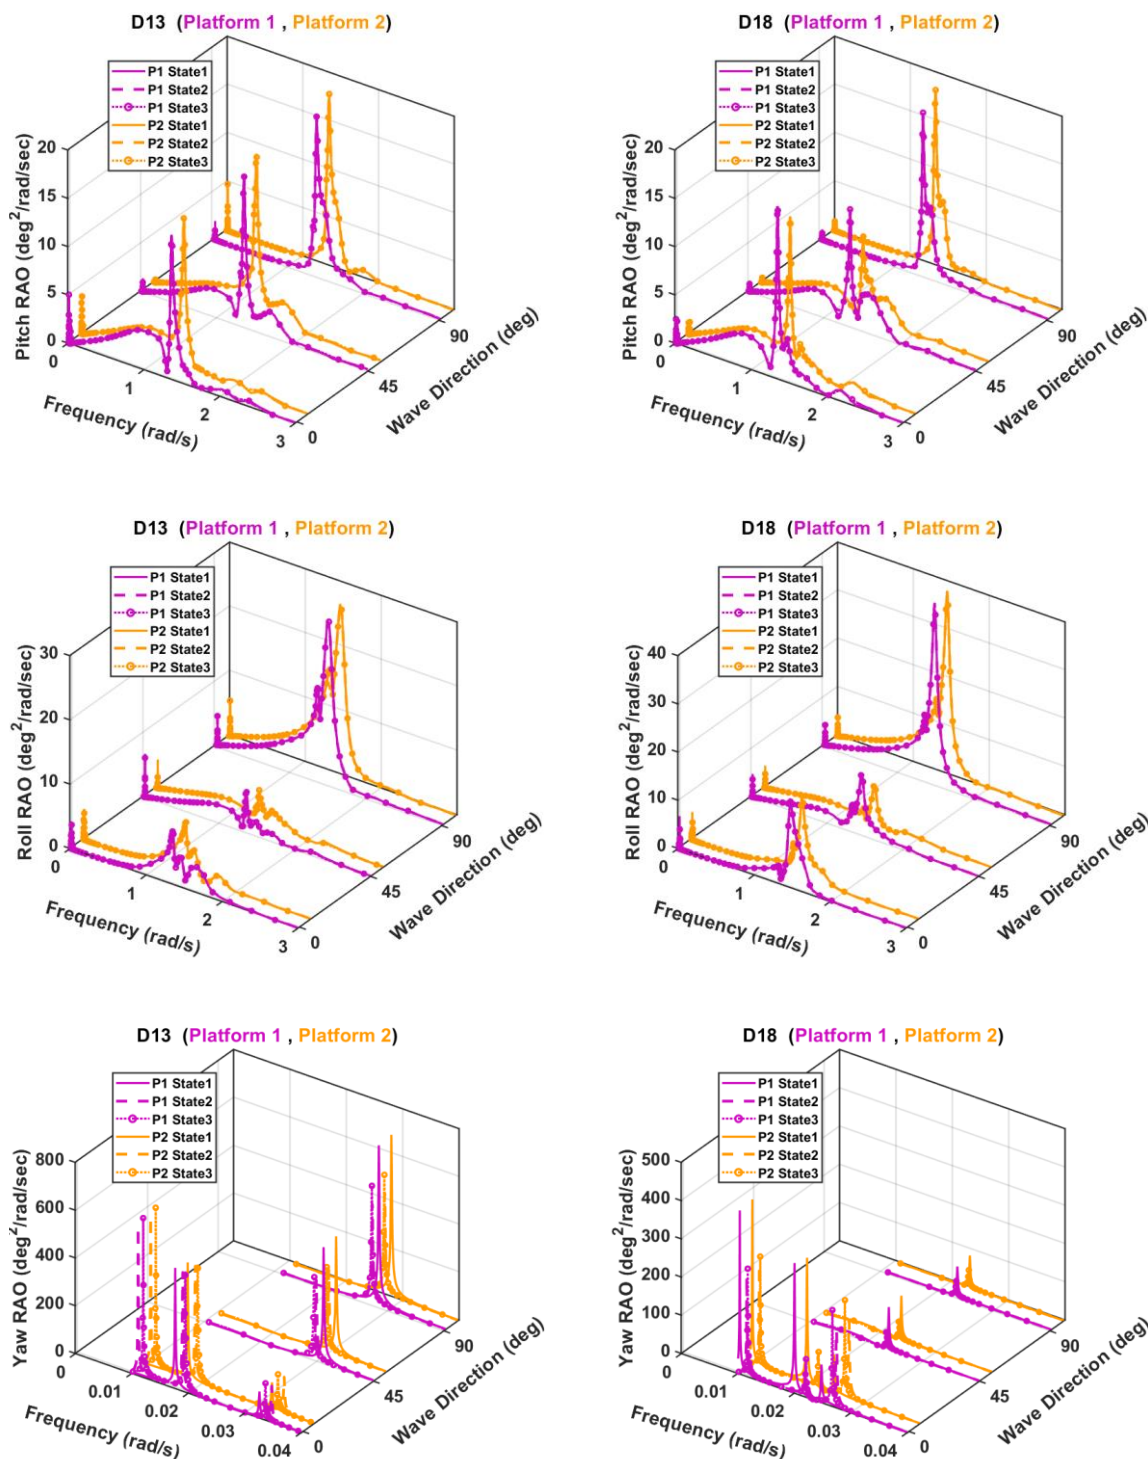 D13 (Platform 1 , Platform 2)
P1 State1
P1 State2
P1 State3
P2 State1
P2 State2
P2 State3
Pitch RAO (deg²/rad/sec)
20
15
10
5
0
0
1
2
3
Frequency (rad/s)
0
45
90
Wave Direction (deg)
D18 (Platform 1 , Platform 2)
P1 State1
P1 State2
P1 State3
P2 State1
P2 State2
P2 State3
Pitch RAO (deg²/rad/sec)
20
15
10
5
0
0
1
2
3
Frequency (rad/s)
0
45
90
Wave Direction (deg)
D13 (Platform 1 , Platform 2)
P1 State1
P1 State2
P1 State3
P2 State1
P2 State2
P2 State3
Roll RAO (deg²/rad/sec)
30
20
10
0
0
1
2
3
Frequency (rad/s)
0
45
90
Wave Direction (deg)
D18 (Platform 1 , Platform 2)
P1 State1
P1 State2
P1 State3
P2 State1
P2 State2
P2 State3
Roll RAO (deg²/rad/sec)
40
30
20
10
0
0
1
2
3
Frequency (rad/s)
0
45
90
Wave Direction (deg)
D13 (Platform 1 , Platform 2)
P1 State1
P1 State2
P1 State3
P2 State1
P2 State2
P2 State3
Yaw RAO (deg²/rad/sec)
800
600
400
200
0
0
0.01
0.02
0.03
0.04
Frequency (rad/s)
0
45
90
Wave Direction (deg)
D18 (Platform 1 , Platform 2)
P1 State1
P1 State2
P1 State3
P2 State1
P2 State2
P2 State3
Yaw RAO (deg²/rad/sec)
500
400
300
200
100
0
0
0.01
0.02
0.03
0.04
Frequency (rad/s)
0
45
90
Wave Direction (deg)